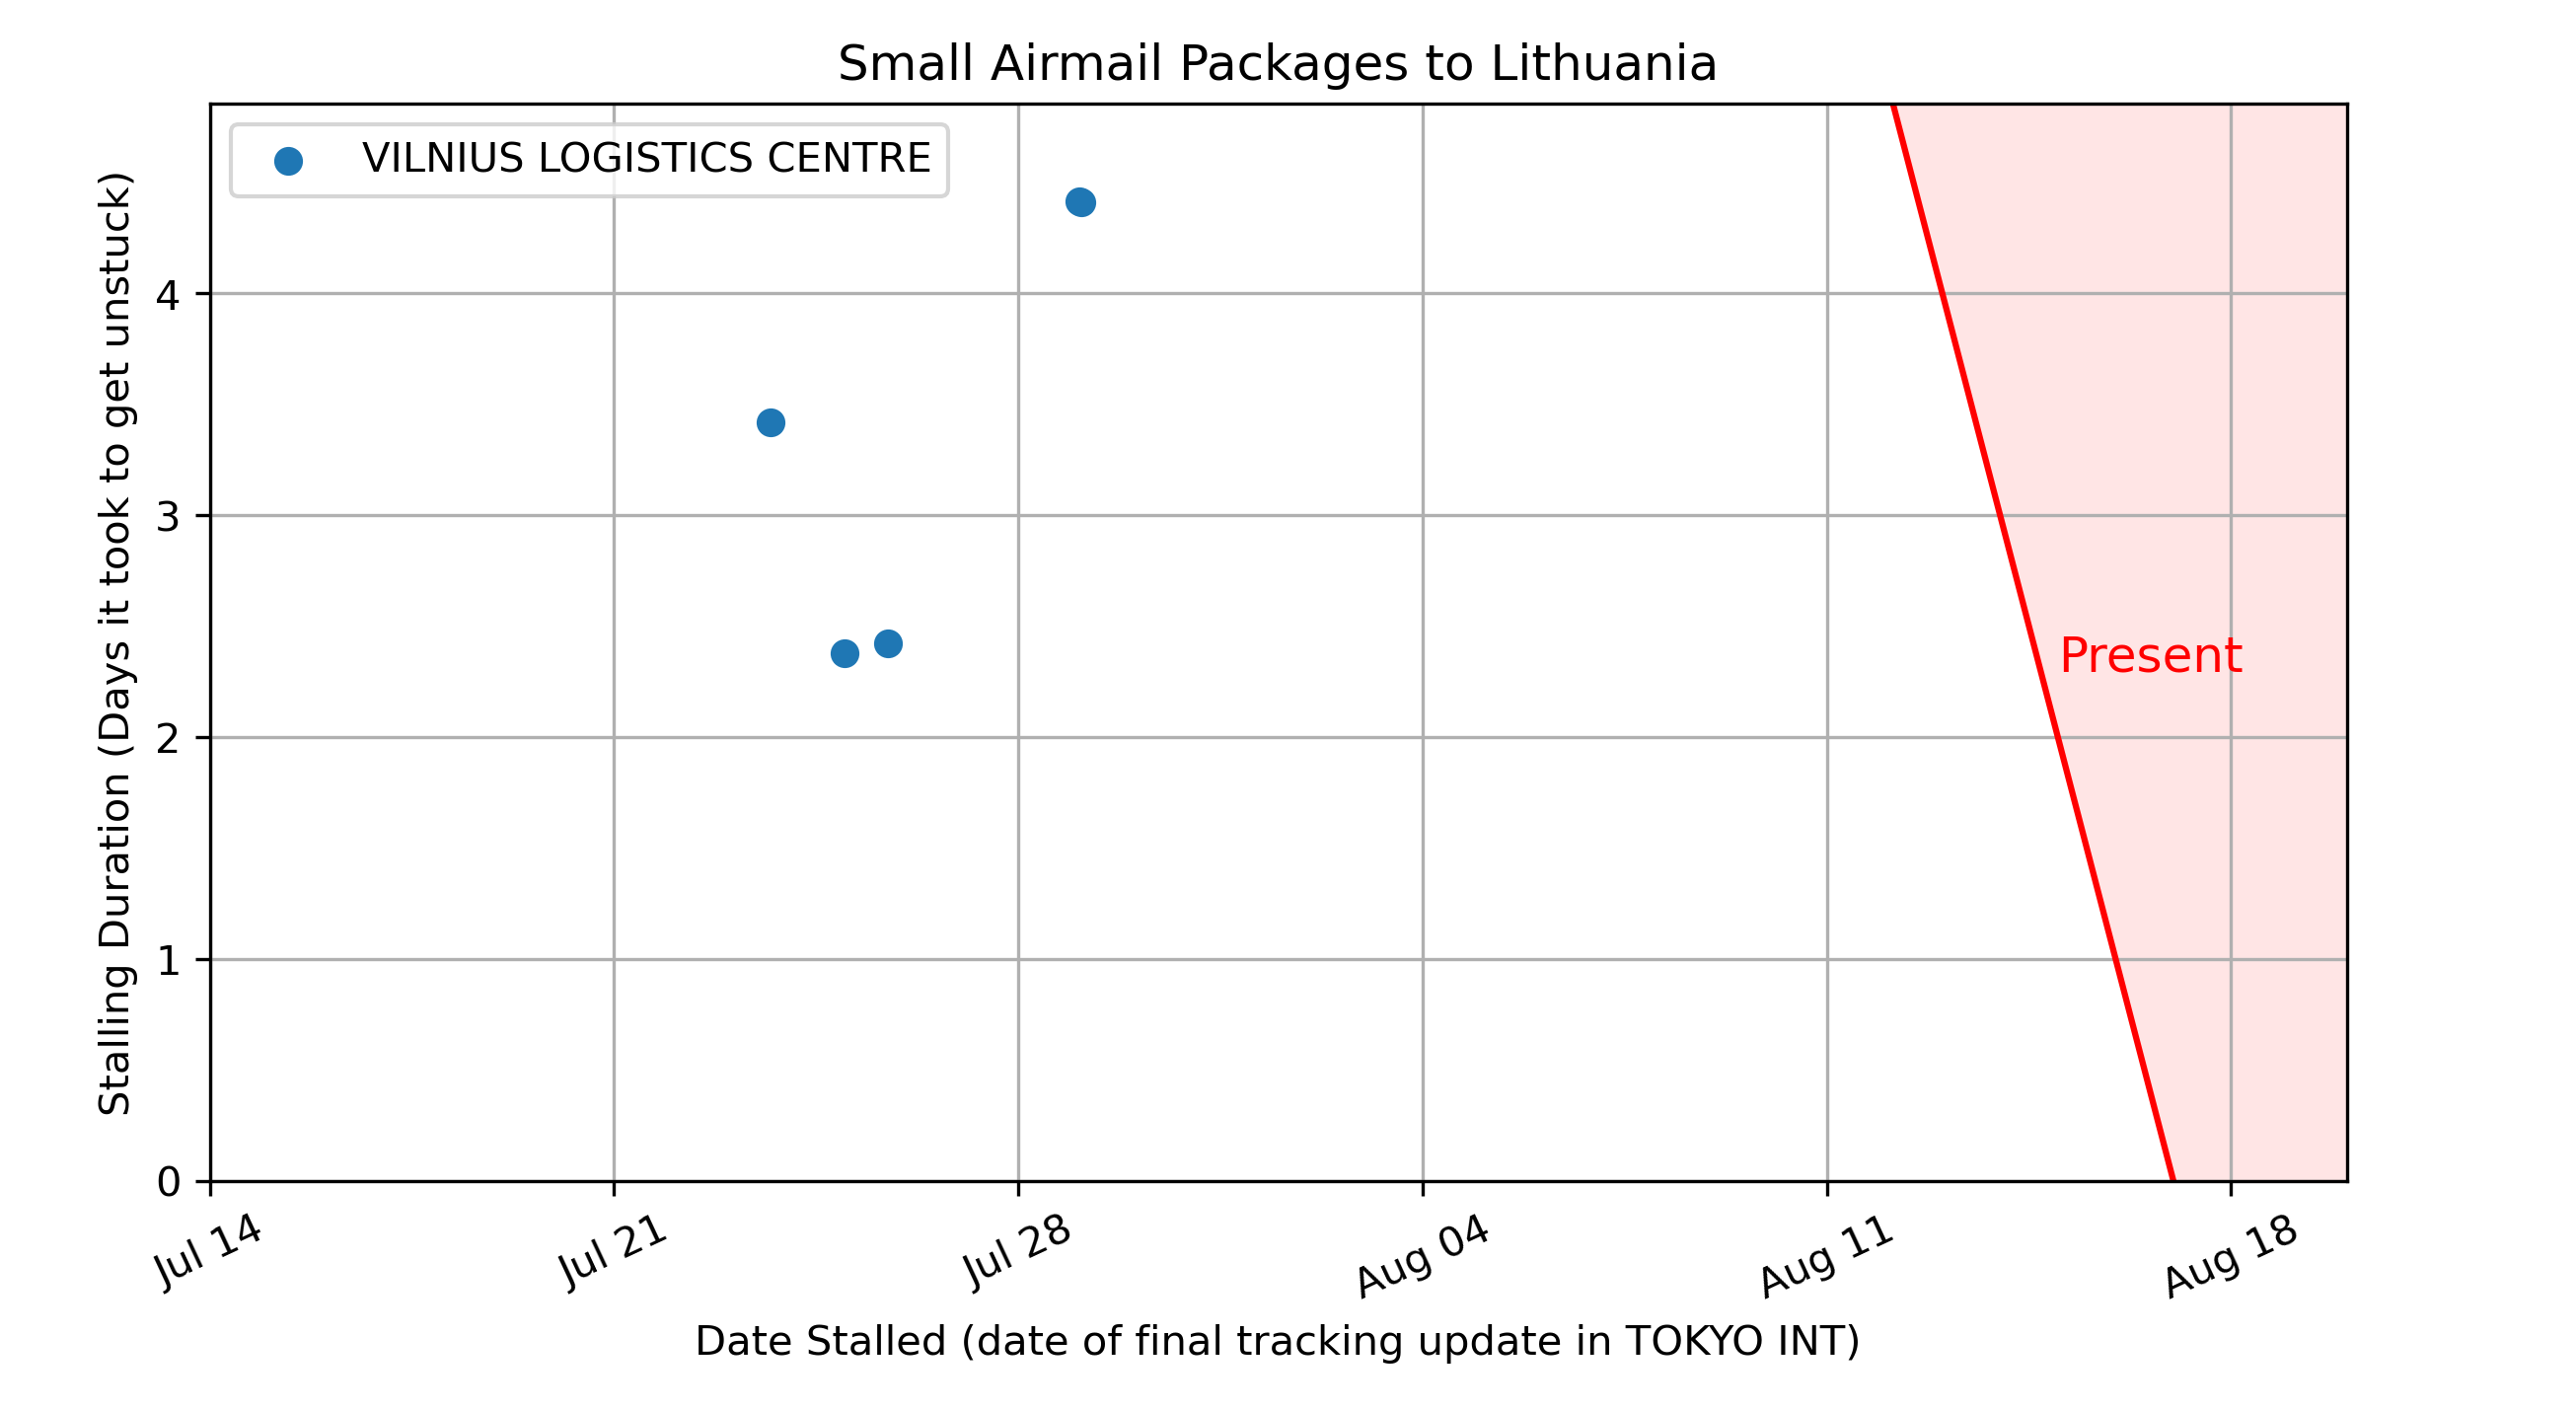 Small Airmail Packages to Lithuania
VILNIUS LOGISTICS CENTRE
Stalling Duration (Days it took to get unstuck)
4
3
2
1
0
Present
Jul 14
Jul 21
Jul 28
Aug 04
Aug 11
Aug 18
Date Stalled (date of final tracking update in TOKYO INT)